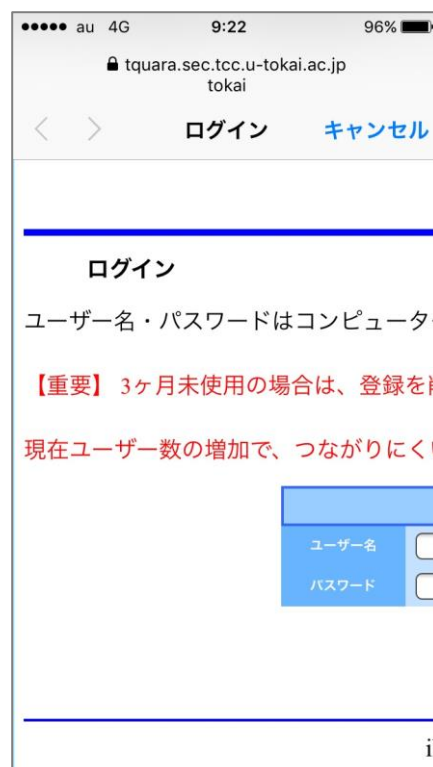 au 4G 9:22 96%
tquara.sec.tcc.u-tokai.ac.jp
tokai
ログイン キャンセル
ログイン
ユーザー名・パスワードはコンピュータ
【重要】 3ヶ月未使用の場合は、登録を
現在ユーザー数の増加で、つながりにく
ユーザー名
パスワード
i